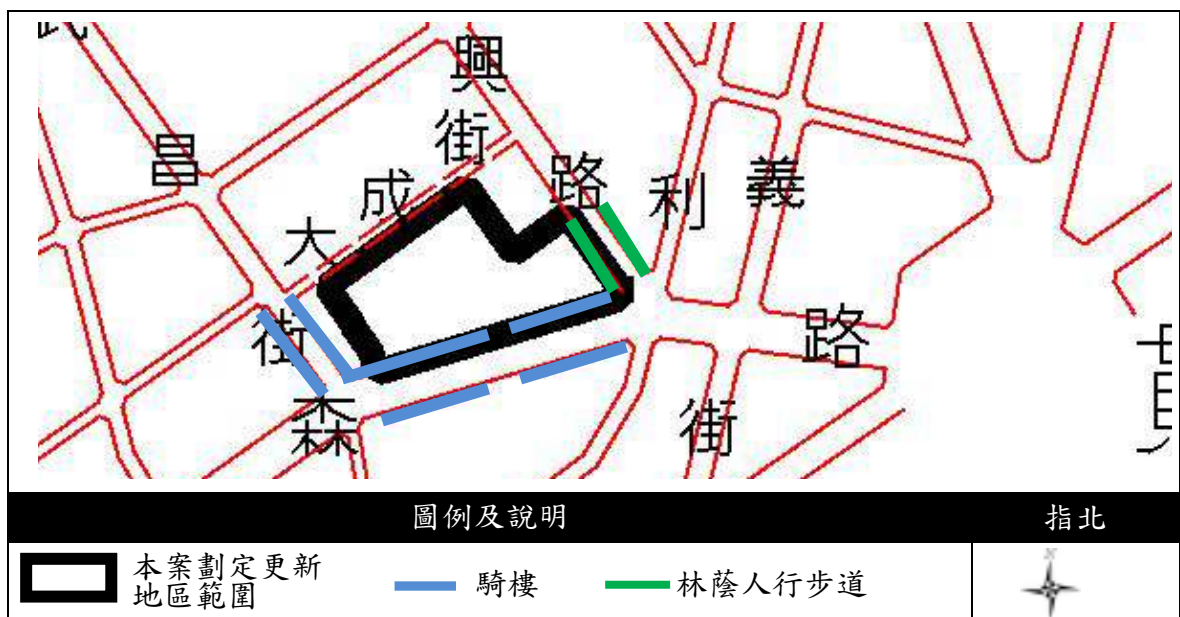 武
興
街
昌
路
利
義
成
大
街
路
森
街
圖例及說明
指北
本案劃定更新
地區範圍
騎樓
林蔭人行步道
N